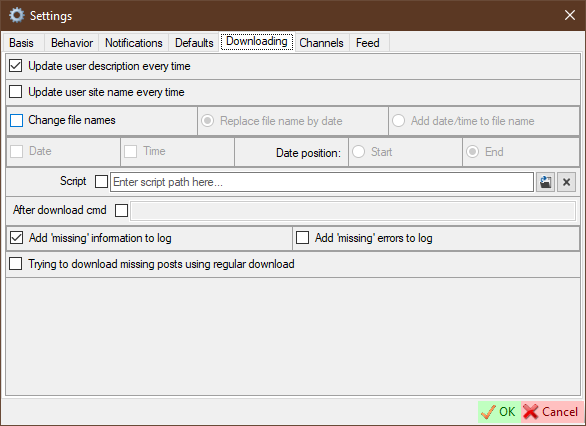 Settings
Basis Behavior Notifications Defaults Downloading Channels Feed
Update user description every time
Update user site name every time
Change file names Replace file name by date Add date/time to file name
Date Time Date position: Start End
Script Enter script path here...
After download cmd
Add 'missing' information to log Add 'missing' errors to log
Trying to download missing posts using regular download
OK Cancel